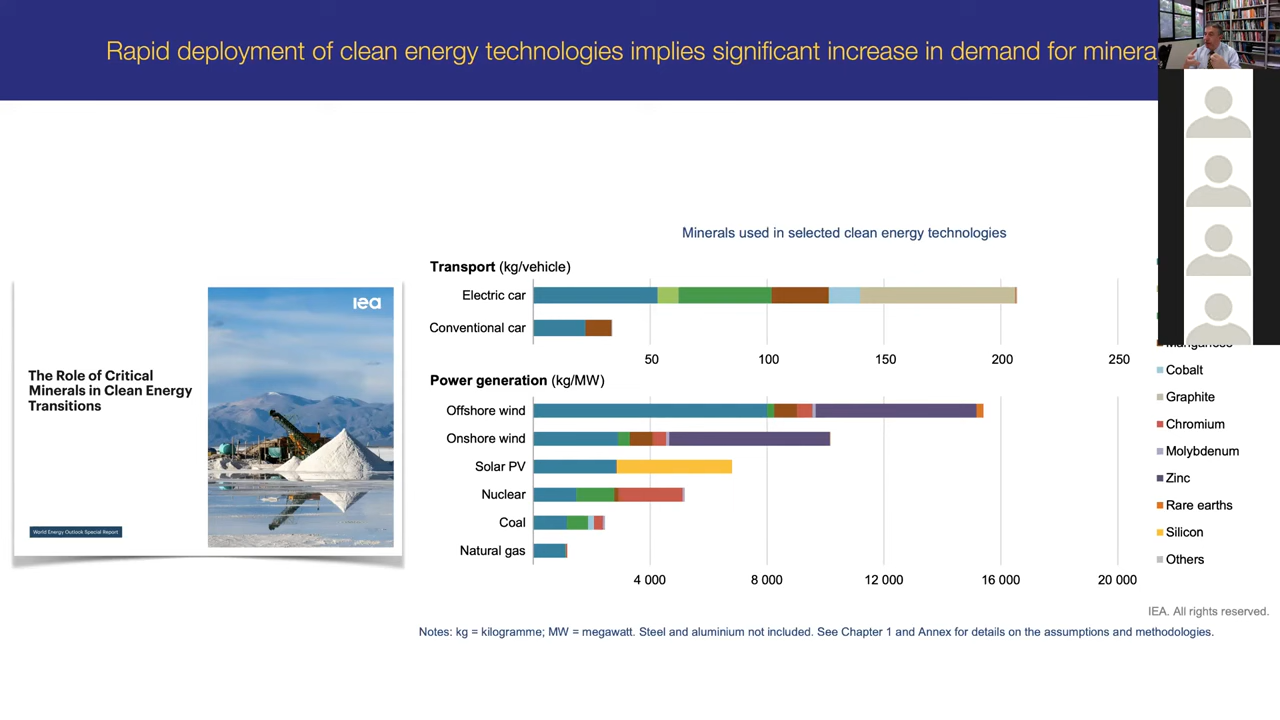 Rapid deployment of clean energy technologies implies significant increase in demand for minera
iea
The Role of Critical
Minerals in Clean Energy
Transitions
World Energy Outlook Special Report
Minerals used in selected clean energy technologies
Transport (kg/vehicle)
Electric car
Conventional car
50 100 150 200 250
Power generation (kg/MW)
Offshore wind
Onshore wind
Solar PV
Nuclear
Coal
Natural gas
4 000 8 000 12 000 16 000 20 000
Manganese
Cobalt
Graphite
Chromium
Molybdenum
Zinc
Rare earths
Silicon
Others
IEA. All rights reserved.
Notes: kg = kilogramme; MW = megawatt. Steel and aluminium not included. See Chapter 1 and Annex for details on the assumptions and methodologies.